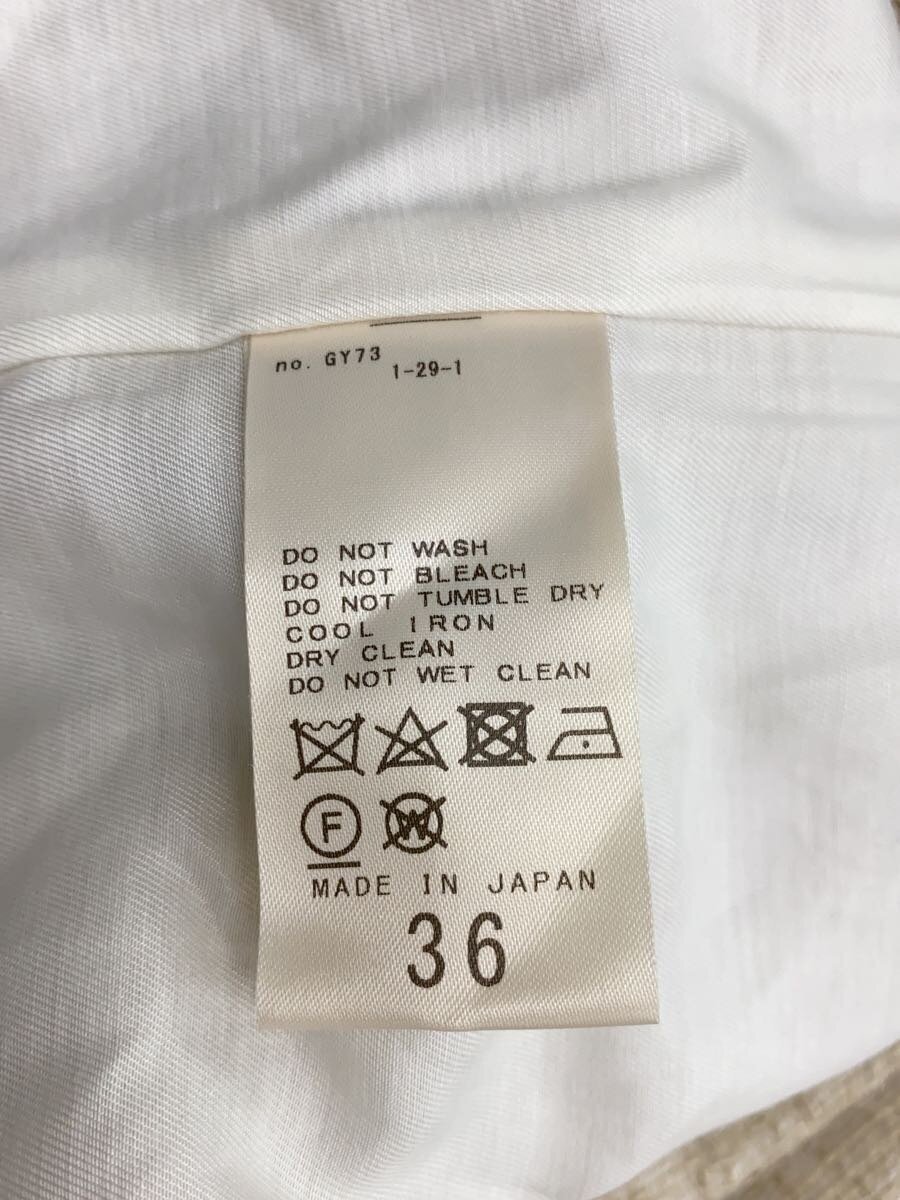 no. GY73
1-29-1
DO NOT WASH
DO NOT BLEACH
DO NOT TUMBLE DRY
COOL IRON
DRY CLEAN
DO NOT WET CLEAN
F W
MADE IN JAPAN
36